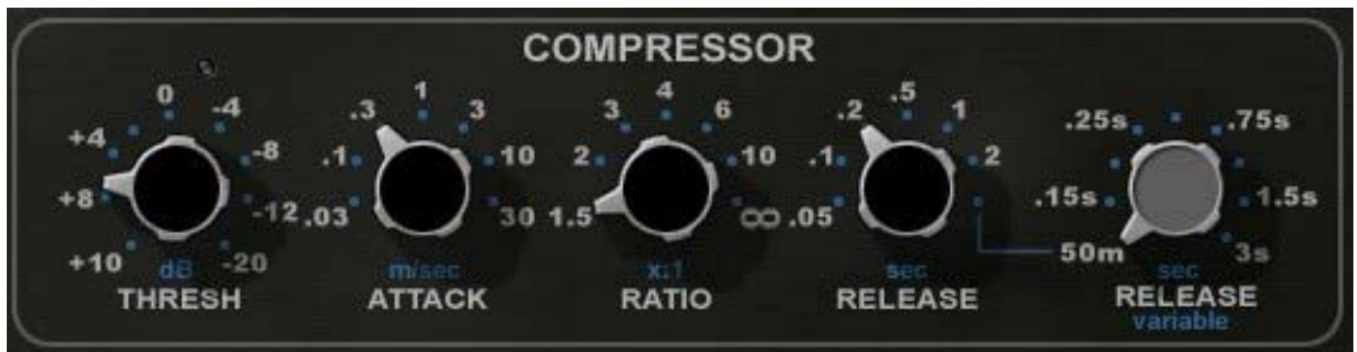 COMPRESSOR
0
-4
+4
-8
+8
-12
+10
-20
dB
THRESH
.3
1
3
.1
10
.03
30
m/sec
ATTACK
3
4
6
2
10
1.5
∞
x:1
RATIO
.2
.5
1
.1
2
.05
sec
RELEASE
.25s
.75s
.15s
1.5s
50m
3s
sec
RELEASE
variable